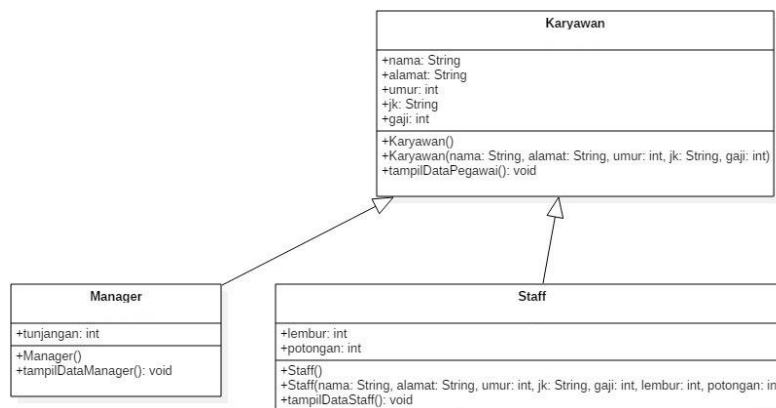 Karyawan
+nama: String
+alamat: String
+umur: int
+jk: String
+gaji: int
+Karyawan()
+Karyawan(nama: String, alamat: String, umur: int, jk: String, gaji: int)
+tampilDataPegawai(): void
Manager
+tunjangan: int
+Manager()
+tampilDataManager(): void
Staff
+lembur: int
+potongan: int
+Staff()
+Staff(nama: String, alamat: String, umur: int, jk: String, gaji: int, lembur: int, potongan: in
+tampilDataStaff(): void